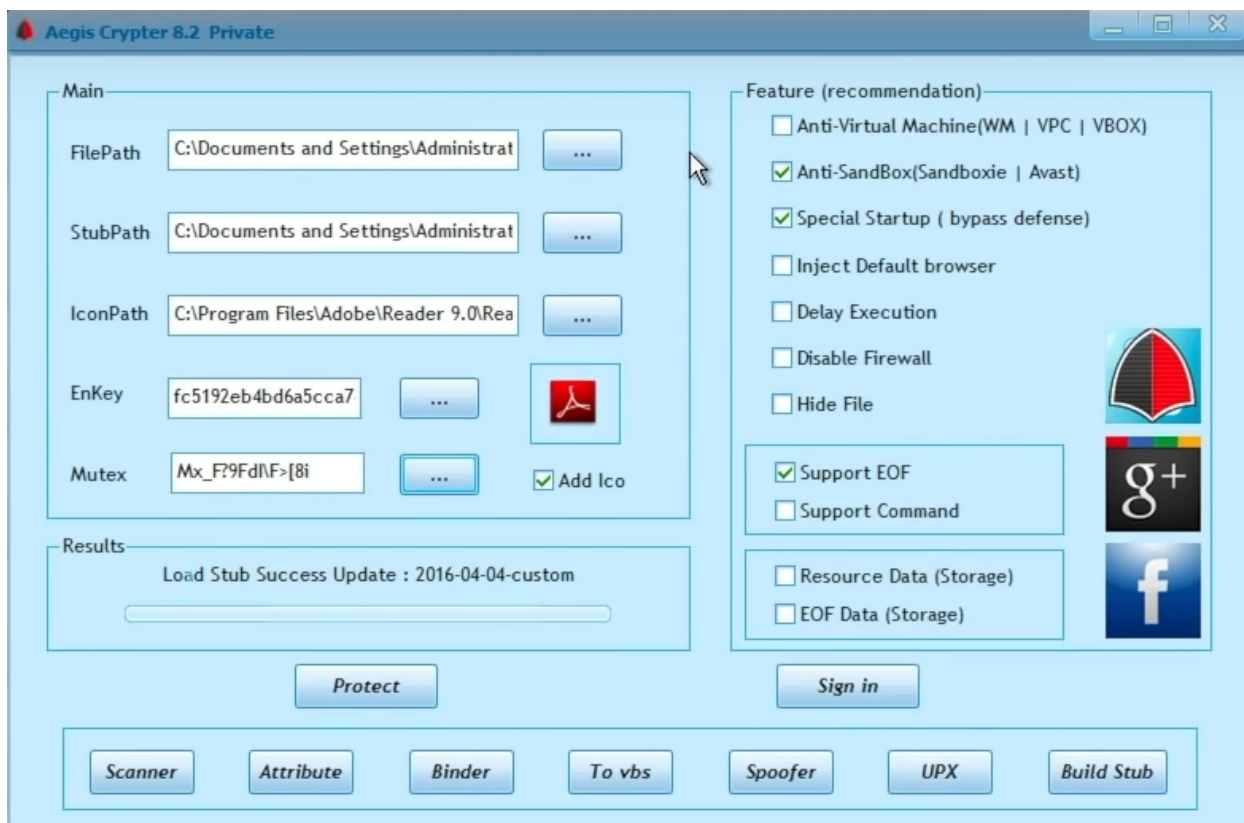 Aegis Crypter 8.2 Private
Main
FilePath
C:\Documents and Settings\Administrat
...
StubPath
C:\Documents and Settings\Administrat
...
IconPath
C:\Program Files\Adobe\Reader 9.0\Rea
...
EnKey
fc5192eb4bd6a5cca7
...
Mutex
Mx_F?9FdI\F>[8i
...
Add Ico
Results
Load Stub Success Update : 2016-04-04-custom
Protect
Feature (recommendation)
Anti-Virtual Machine(WM | VPC | VBOX)
Anti-SandBox(Sandboxie | Avast)
Special Startup ( bypass defense)
Inject Default browser
Delay Execution
Disable Firewall
Hide File
Support EOF
Support Command
Resource Data (Storage)
EOF Data (Storage)
g+
f
Sign in
Scanner
Attribute
Binder
To vbs
Spoofer
UPX
Build Stub